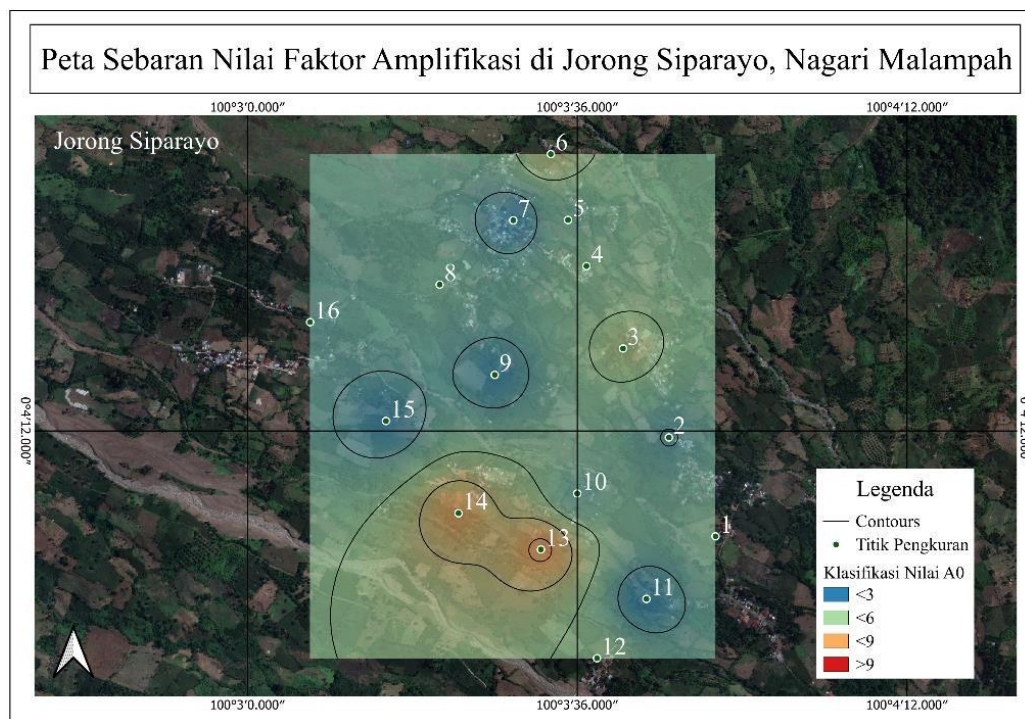 Peta Sebaran Nilai Faktor Amplifikasi di Jorong Siparayo, Nagari Malampah
100°3′0.000″ 100°3′36.000″ 100°4′12.000″
Jorong Siparayo
6
7
5
4
8
16
3
9
15
0°4′12.000″
2
10
14
13
1
11
12
Legenda
Contours
Titik Pengkuran
Klasifikasi Nilai A0
<3
<6
<9
>9
100°3′0.000″ 100°3′36.000″ 100°4′12.000″